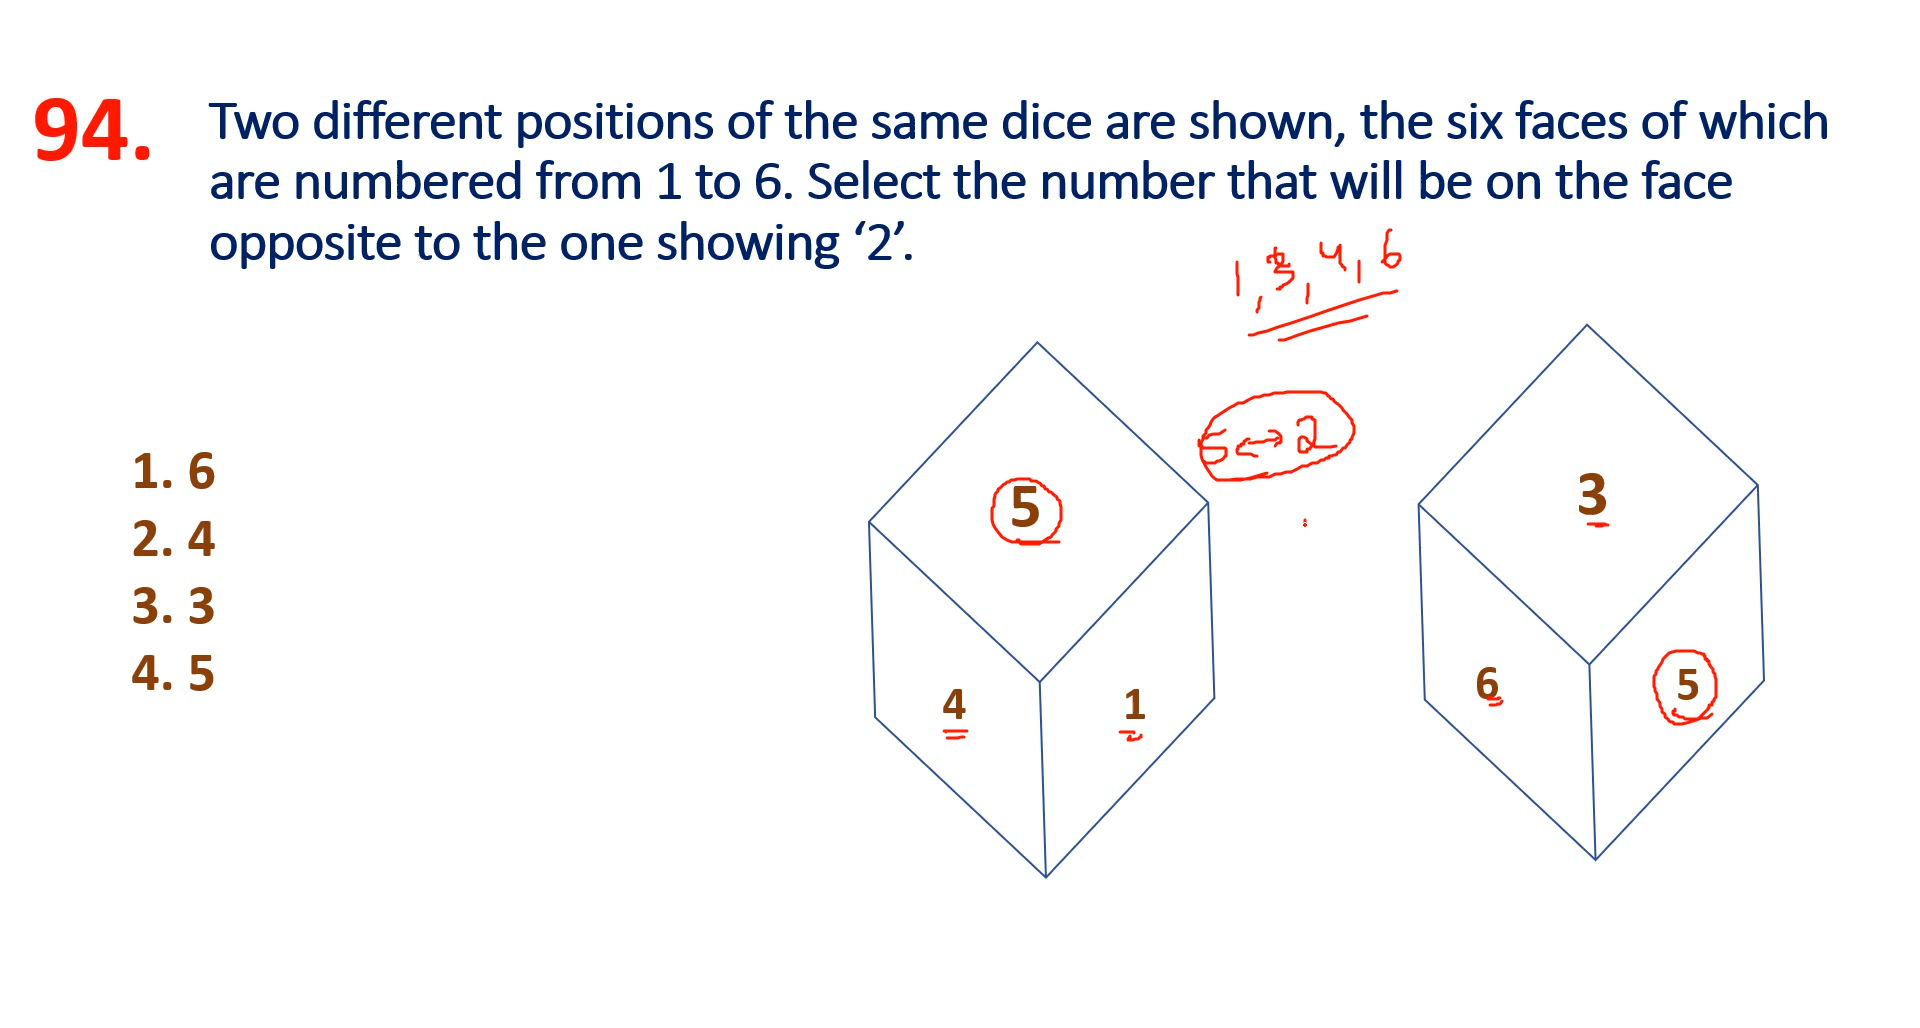 94. Two different positions of the same dice are shown, the six faces of which
are numbered from 1 to 6. Select the number that will be on the face
opposite to the one showing ‘2’.
1, 3, 4, 6
5 ↔ 2
1. 6
2. 4
3. 3
4. 5
5
4 1
3
6 5